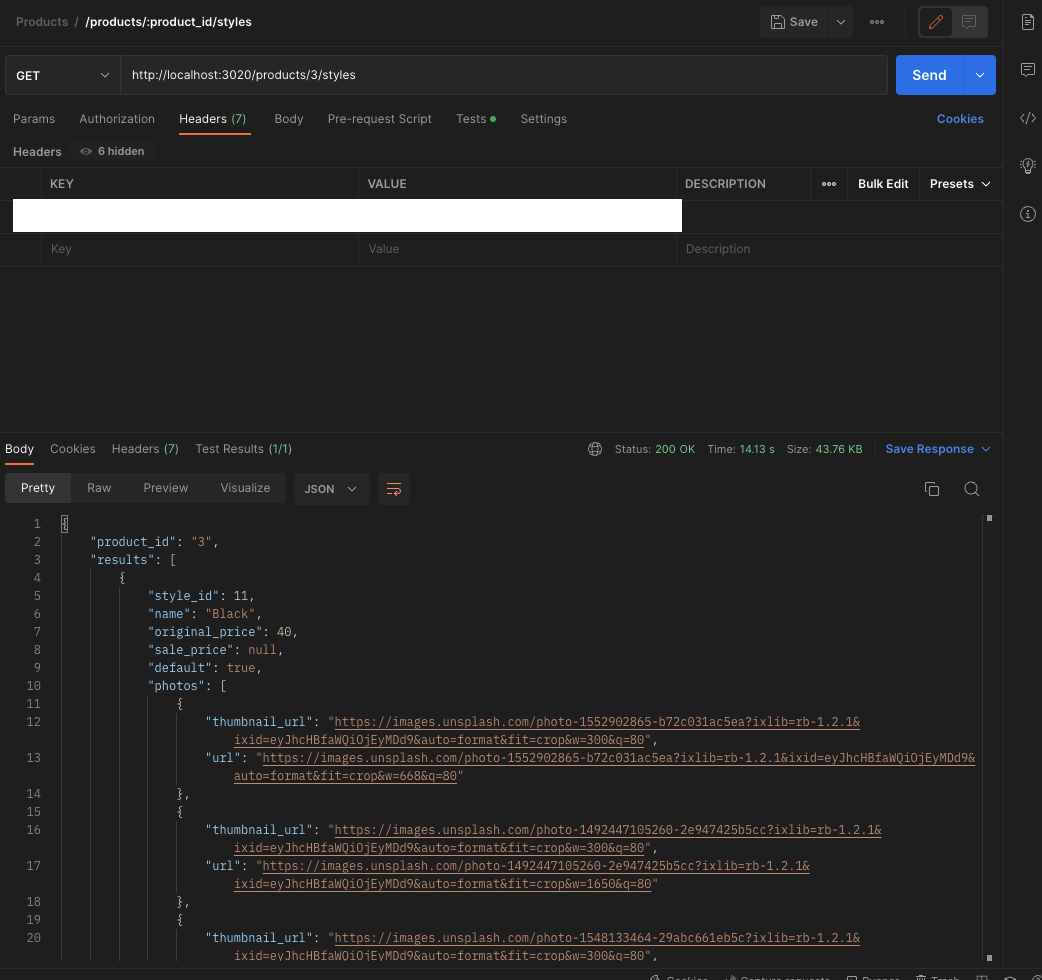 Products / /products/:product_id/styles
Save
GET http://localhost:3020/products/3/styles Send
Params Authorization Headers (7) Body Pre-request Script Tests Settings Cookies
Headers 6 hidden
KEY VALUE DESCRIPTION Bulk Edit Presets
Key Value Description
Body Cookies Headers (7) Test Results (1/1) Status: 200 OK Time: 14.13 s Size: 43.76 KB Save Response
Pretty Raw Preview Visualize JSON
1 {
2 "product_id": "3",
3 "results": [
4 {
5 "style_id": 11,
6 "name": "Black",
7 "original_price": 40,
8 "sale_price": null,
9 "default": true,
10 "photos": [
11 {
12 "thumbnail_url": "https://images.unsplash.com/photo-1552902865-b72c031ac5ea?ixlib=rb-1.2.1&
ixid=eyJhcHBfaWQiOjEyMDd9&auto=format&fit=crop&w=300&q=80",
13 "url": "https://images.unsplash.com/photo-1552902865-b72c031ac5ea?ixlib=rb-1.2.1&ixid=eyJhcHBfaWQiOjEyMDd9&
auto=format&fit=crop&w=668&q=80"
14 },
15 {
16 "thumbnail_url": "https://images.unsplash.com/photo-1492447105260-2e947425b5cc?ixlib=rb-1.2.1&
ixid=eyJhcHBfaWQiOjEyMDd9&auto=format&fit=crop&w=300&q=80",
17 "url": "https://images.unsplash.com/photo-1492447105260-2e947425b5cc?ixlib=rb-1.2.1&
ixid=eyJhcHBfaWQiOjEyMDd9&auto=format&fit=crop&w=1650&q=80"
18 },
19 {
20 "thumbnail_url": "https://images.unsplash.com/photo-1548133464-29abc661eb5c?ixlib=rb-1.2.1&
ixid=eyJhcHBfaWQiOjEyMDd9&auto=format&fit=crop&w=300&q=80",
Cookies Capture requests Runner Trash